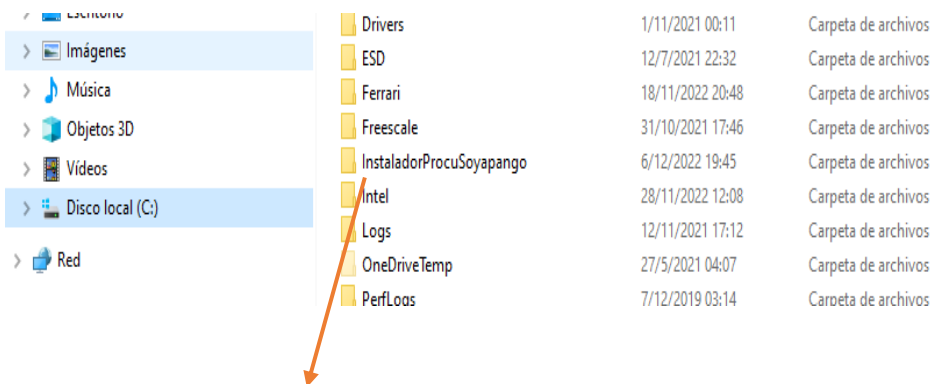 Escritorio
Imágenes
Música
Objetos 3D
Vídeos
Disco local (C:)
Red
Drivers 1/11/2021 00:11 Carpeta de archivos
ESD 12/7/2021 22:32 Carpeta de archivos
Ferrari 18/11/2022 20:48 Carpeta de archivos
Freescale 31/10/2021 17:46 Carpeta de archivos
InstaladorProcuSoyapango 6/12/2022 19:45 Carpeta de archivos
Intel 28/11/2022 12:08 Carpeta de archivos
Logs 12/11/2021 17:12 Carpeta de archivos
OneDriveTemp 27/5/2021 04:07 Carpeta de archivos
PerfLogs 7/12/2019 03:14 Carpeta de archivos